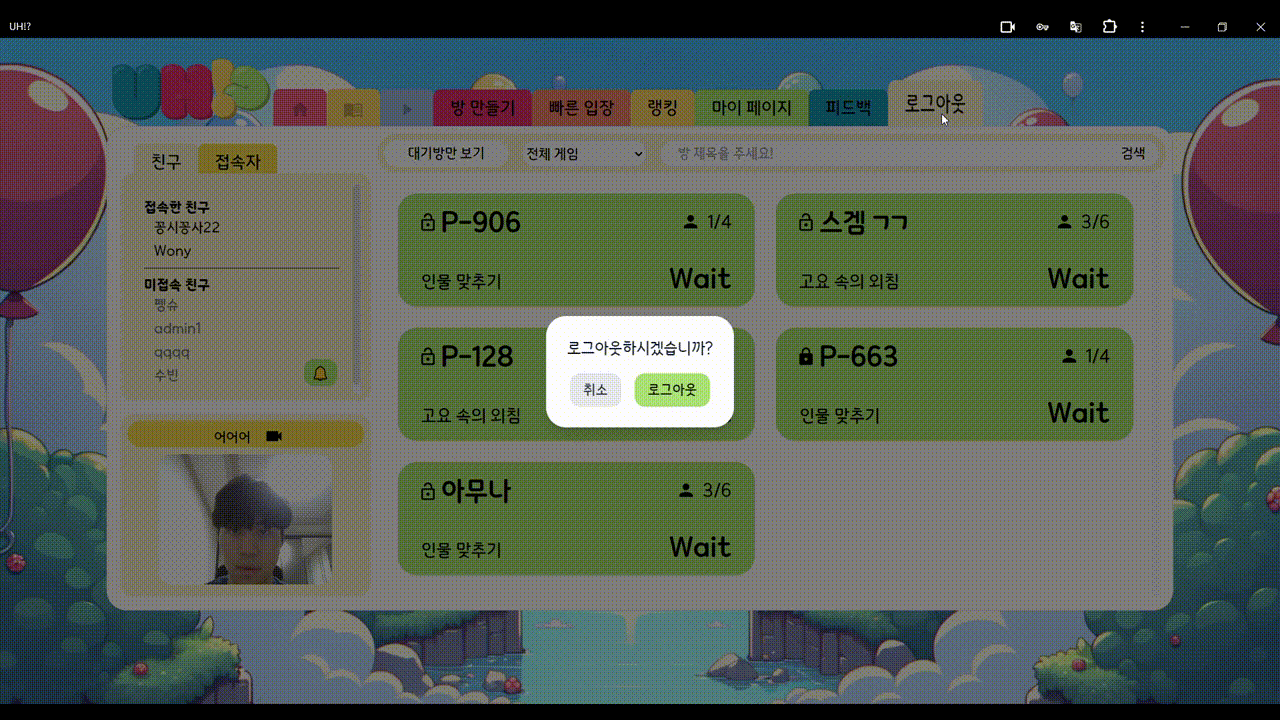 UH!?
UH!?
방 만들기
빠른 입장
랭킹
마이 페이지
피드백
로그아웃
친구
접속자
대기방만 보기
전체 게임
방 제목을 주세요!
검색
접속한 친구
꽁시꽁사22
Wony
미접속 친구
펭슈
admin1
qqqq
수빈
어어어
P-906
1/4
인물 맞추기
Wait
스겜 ㄱㄱ
3/6
고요 속의 외침
Wait
P-128
고요 속의 외침
P-663
1/4
인물 맞추기
Wait
아무나
3/6
인물 맞추기
Wait
로그아웃하시겠습니까?
취소
로그아웃